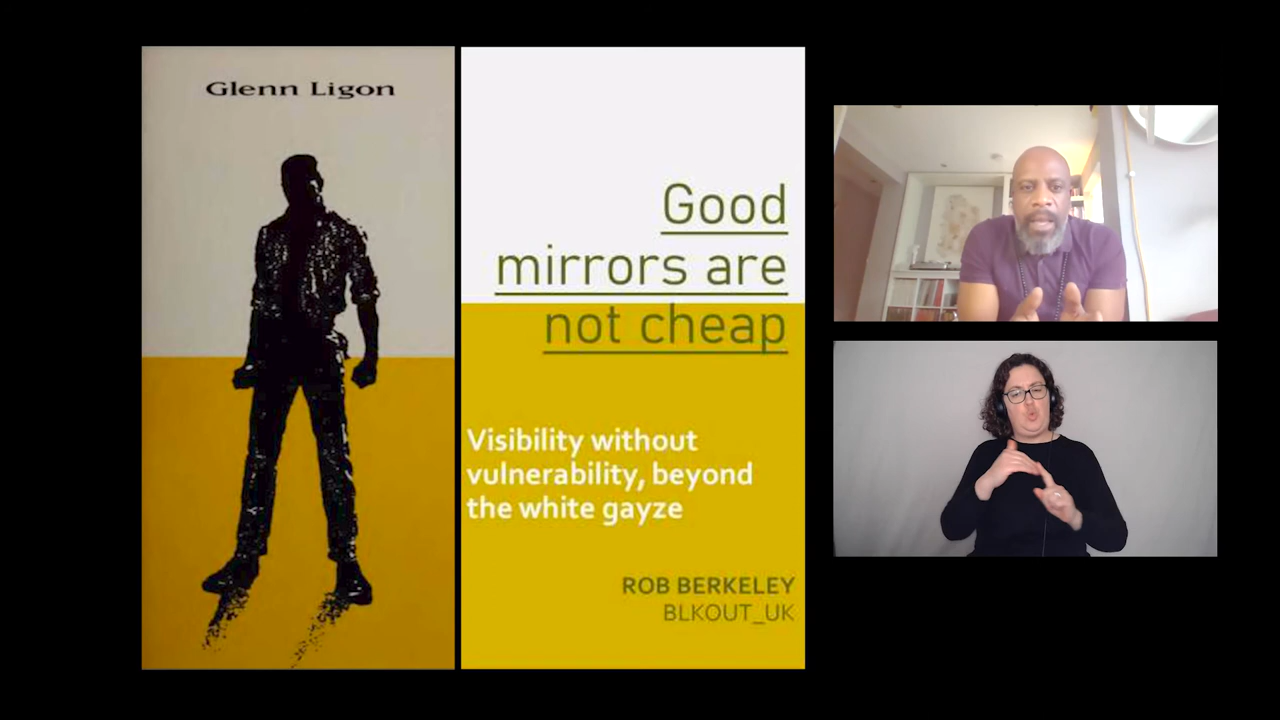 Glenn Ligon
Good
mirrors are
not cheap
Visibility without
vulnerability, beyond
the white gayze
ROB BERKELEY
BLKOUT_UK